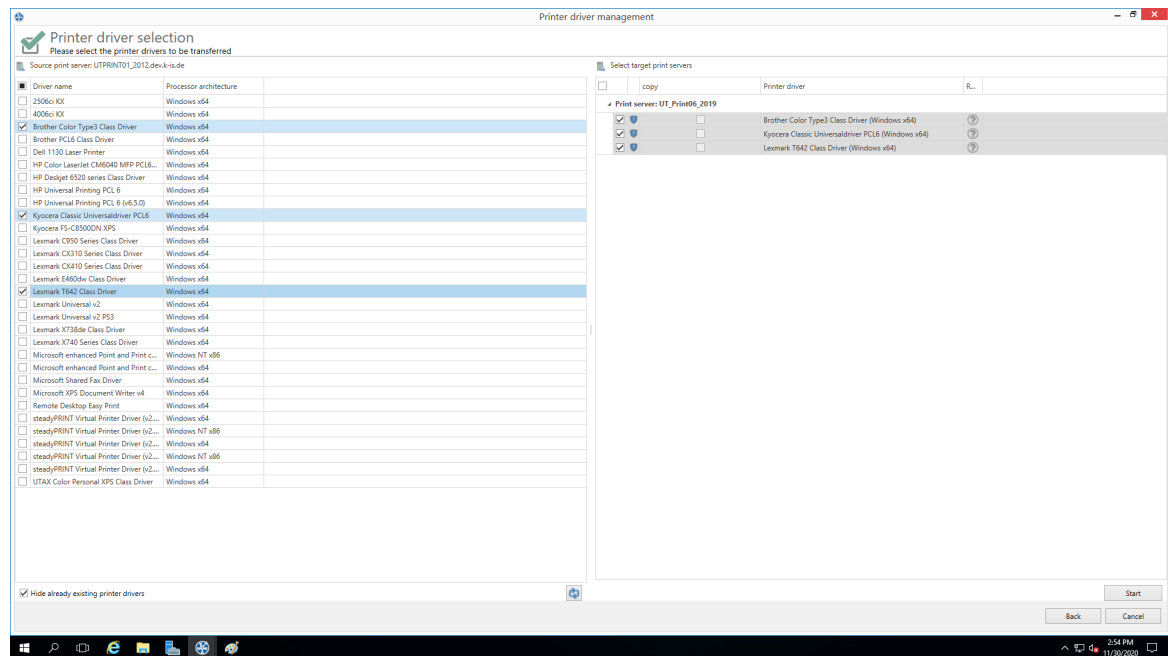 Printer driver management
Printer driver selection
Please select the printer drivers to be transferred
Source print server: UTPRINT01_2012.dev.k-is.de
Select target print servers
Driver name Processor architecture
copy Printer driver R...
2506ci KX Windows x64
4006ci KX Windows x64
Brother Color Type3 Class Driver Windows x64
Brother PCL6 Class Driver Windows x64
Dell 1130 Laser Printer Windows x64
HP Color LaserJet CM6040 MFP PCL6... Windows x64
HP Deskjet 6520 series Class Driver Windows x64
HP Universal Printing PCL 6 Windows x64
HP Universal Printing PCL 6 (v6.5.0) Windows x64
Kyocera Classic Universaldriver PCL6 Windows x64
Kyocera FS-C8500DN XPS Windows x64
Lexmark C950 Series Class Driver Windows x64
Lexmark CX310 Series Class Driver Windows x64
Lexmark CX410 Series Class Driver Windows x64
Lexmark E460dw Class Driver Windows x64
Lexmark T642 Class Driver Windows x64
Lexmark Universal v2 Windows x64
Lexmark Universal v2 PS3 Windows x64
Lexmark X738de Class Driver Windows x64
Lexmark X740 Series Class Driver Windows x64
Microsoft enhanced Point and Print c... Windows NT x86
Microsoft enhanced Point and Print c... Windows x64
Microsoft Shared Fax Driver Windows x64
Microsoft XPS Document Writer v4 Windows x64
Remote Desktop Easy Print Windows x64
steadyPRINT Virtual Printer Driver (v2.... Windows x64
steadyPRINT Virtual Printer Driver (v2.... Windows NT x86
steadyPRINT Virtual Printer Driver (v2.... Windows x64
steadyPRINT Virtual Printer Driver (v2.... Windows NT x86
steadyPRINT Virtual Printer Driver (v2.... Windows x64
UTAX Color Personal XPS Class Driver Windows x64
Print server: UT_Print06_2019
Brother Color Type3 Class Driver (Windows x64)
Kyocera Classic Universaldriver PCL6 (Windows x64)
Lexmark T642 Class Driver (Windows x64)
Hide already existing printer drivers
Start
Back Cancel
2:54 PM
11/30/2020